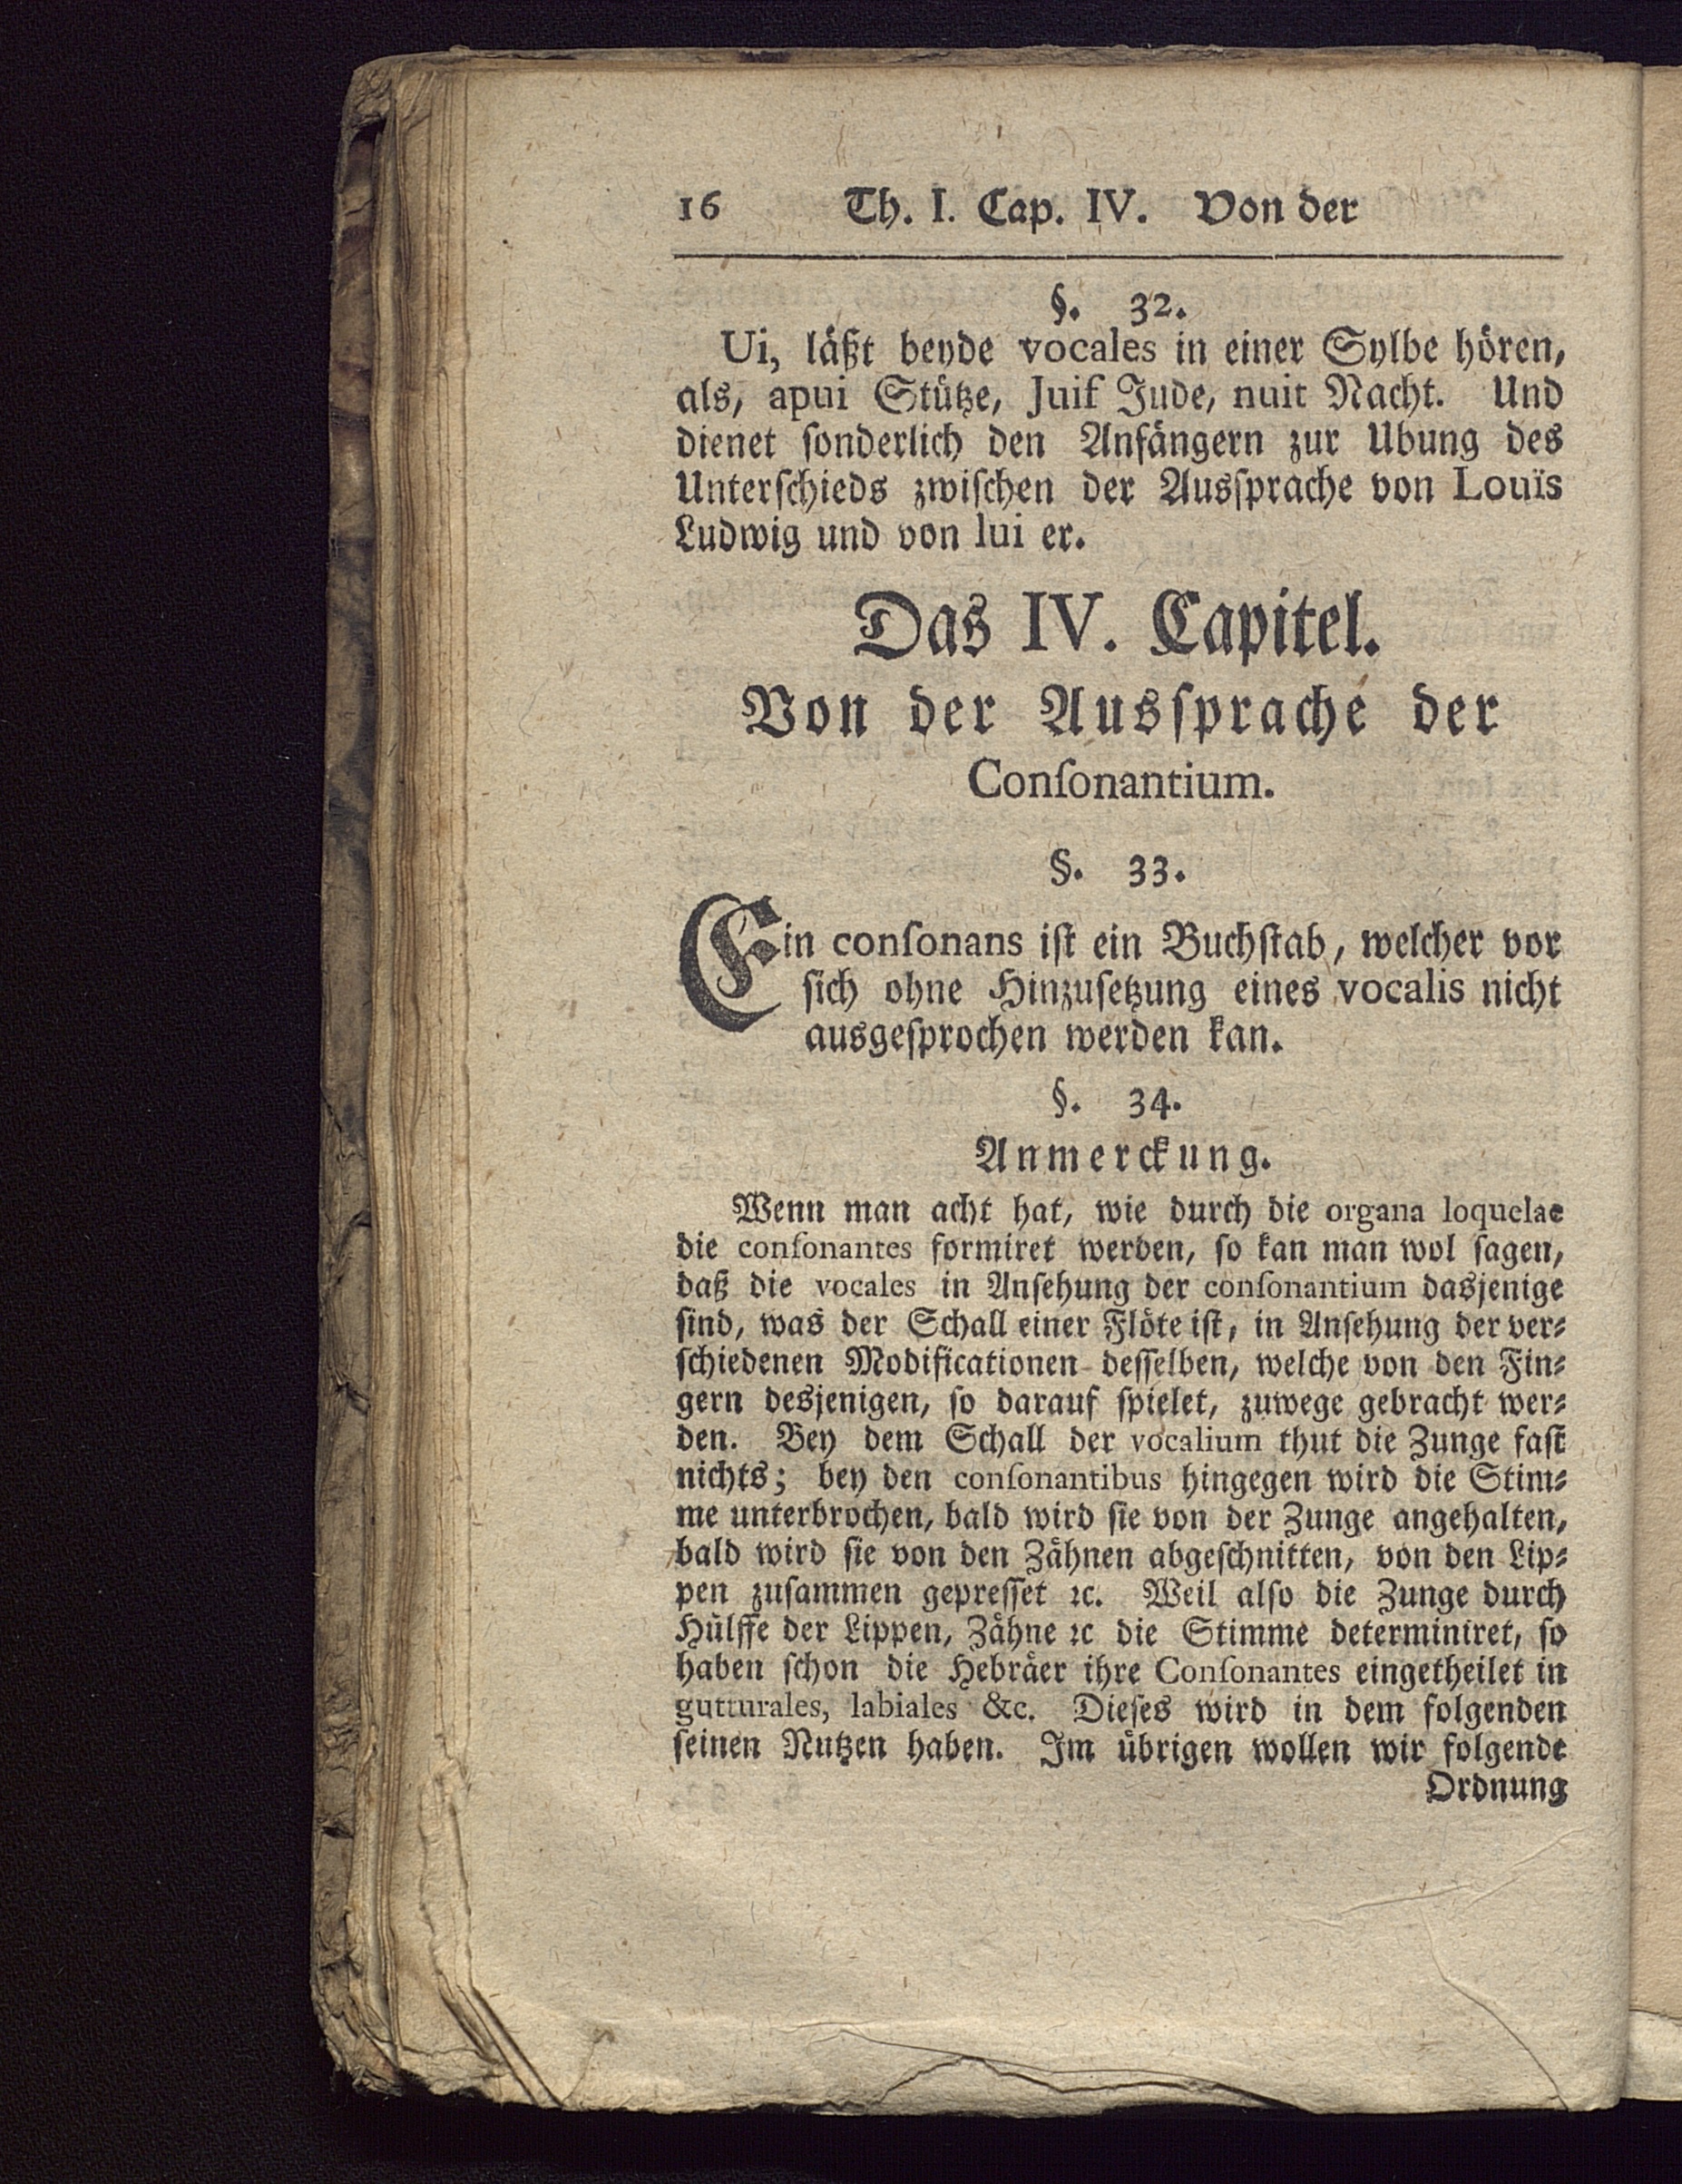 16 Th. I. Cap. IV. Von der
§. 32.
Ui, läßt beyde vocales in einer Sylbe hören,
als, apui Stütze, Juif Jude, nuit Nacht. Und
dienet ſonderlich den Anfängern zur Ubung des
Unterſchieds zwiſchen der Ausſprache von Louïs
Ludwig und von lui er.
Das IV. Capitel.
Von der Ausſprache der
Conſonantium.
§. 33.
Ein conſonans iſt ein Buchſtab, welcher vor
ſich ohne Hinzuſetzung eines vocalis nicht
ausgeſprochen werden kan.
§. 34.
Anmerckung.
Wenn man acht hat, wie durch die organa loquelae
die conſonantes formiret werden, ſo kan man wol ſagen,
daß die vocales in Anſehung der conſonantium dasjenige
ſind, was der Schall einer Flöte iſt, in Anſehung der ver⸗
ſchiedenen Modificationen deſſelben, welche von den Fin⸗
gern desjenigen, ſo darauf ſpielet, zuwege gebracht wer⸗
den. Bey dem Schall der vocalium thut die Zunge faſt
nichts; bey den conſonantibus hingegen wird die Stim⸗
me unterbrochen, bald wird ſie von der Zunge angehalten,
bald wird ſie von den Zähnen abgeſchnitten, von den Lip⸗
pen zuſammen gepreſſet ꝛc. Weil alſo die Zunge durch
Hülffe der Lippen, Zähne ꝛc die Stimme determiniret, ſo
haben ſchon die Hebräer ihre Conſonantes eingetheilet in
gutturales, labiales &c. Dieſes wird in dem folgenden
ſeinen Nutzen haben. Im übrigen wollen wir folgende
Ordnung